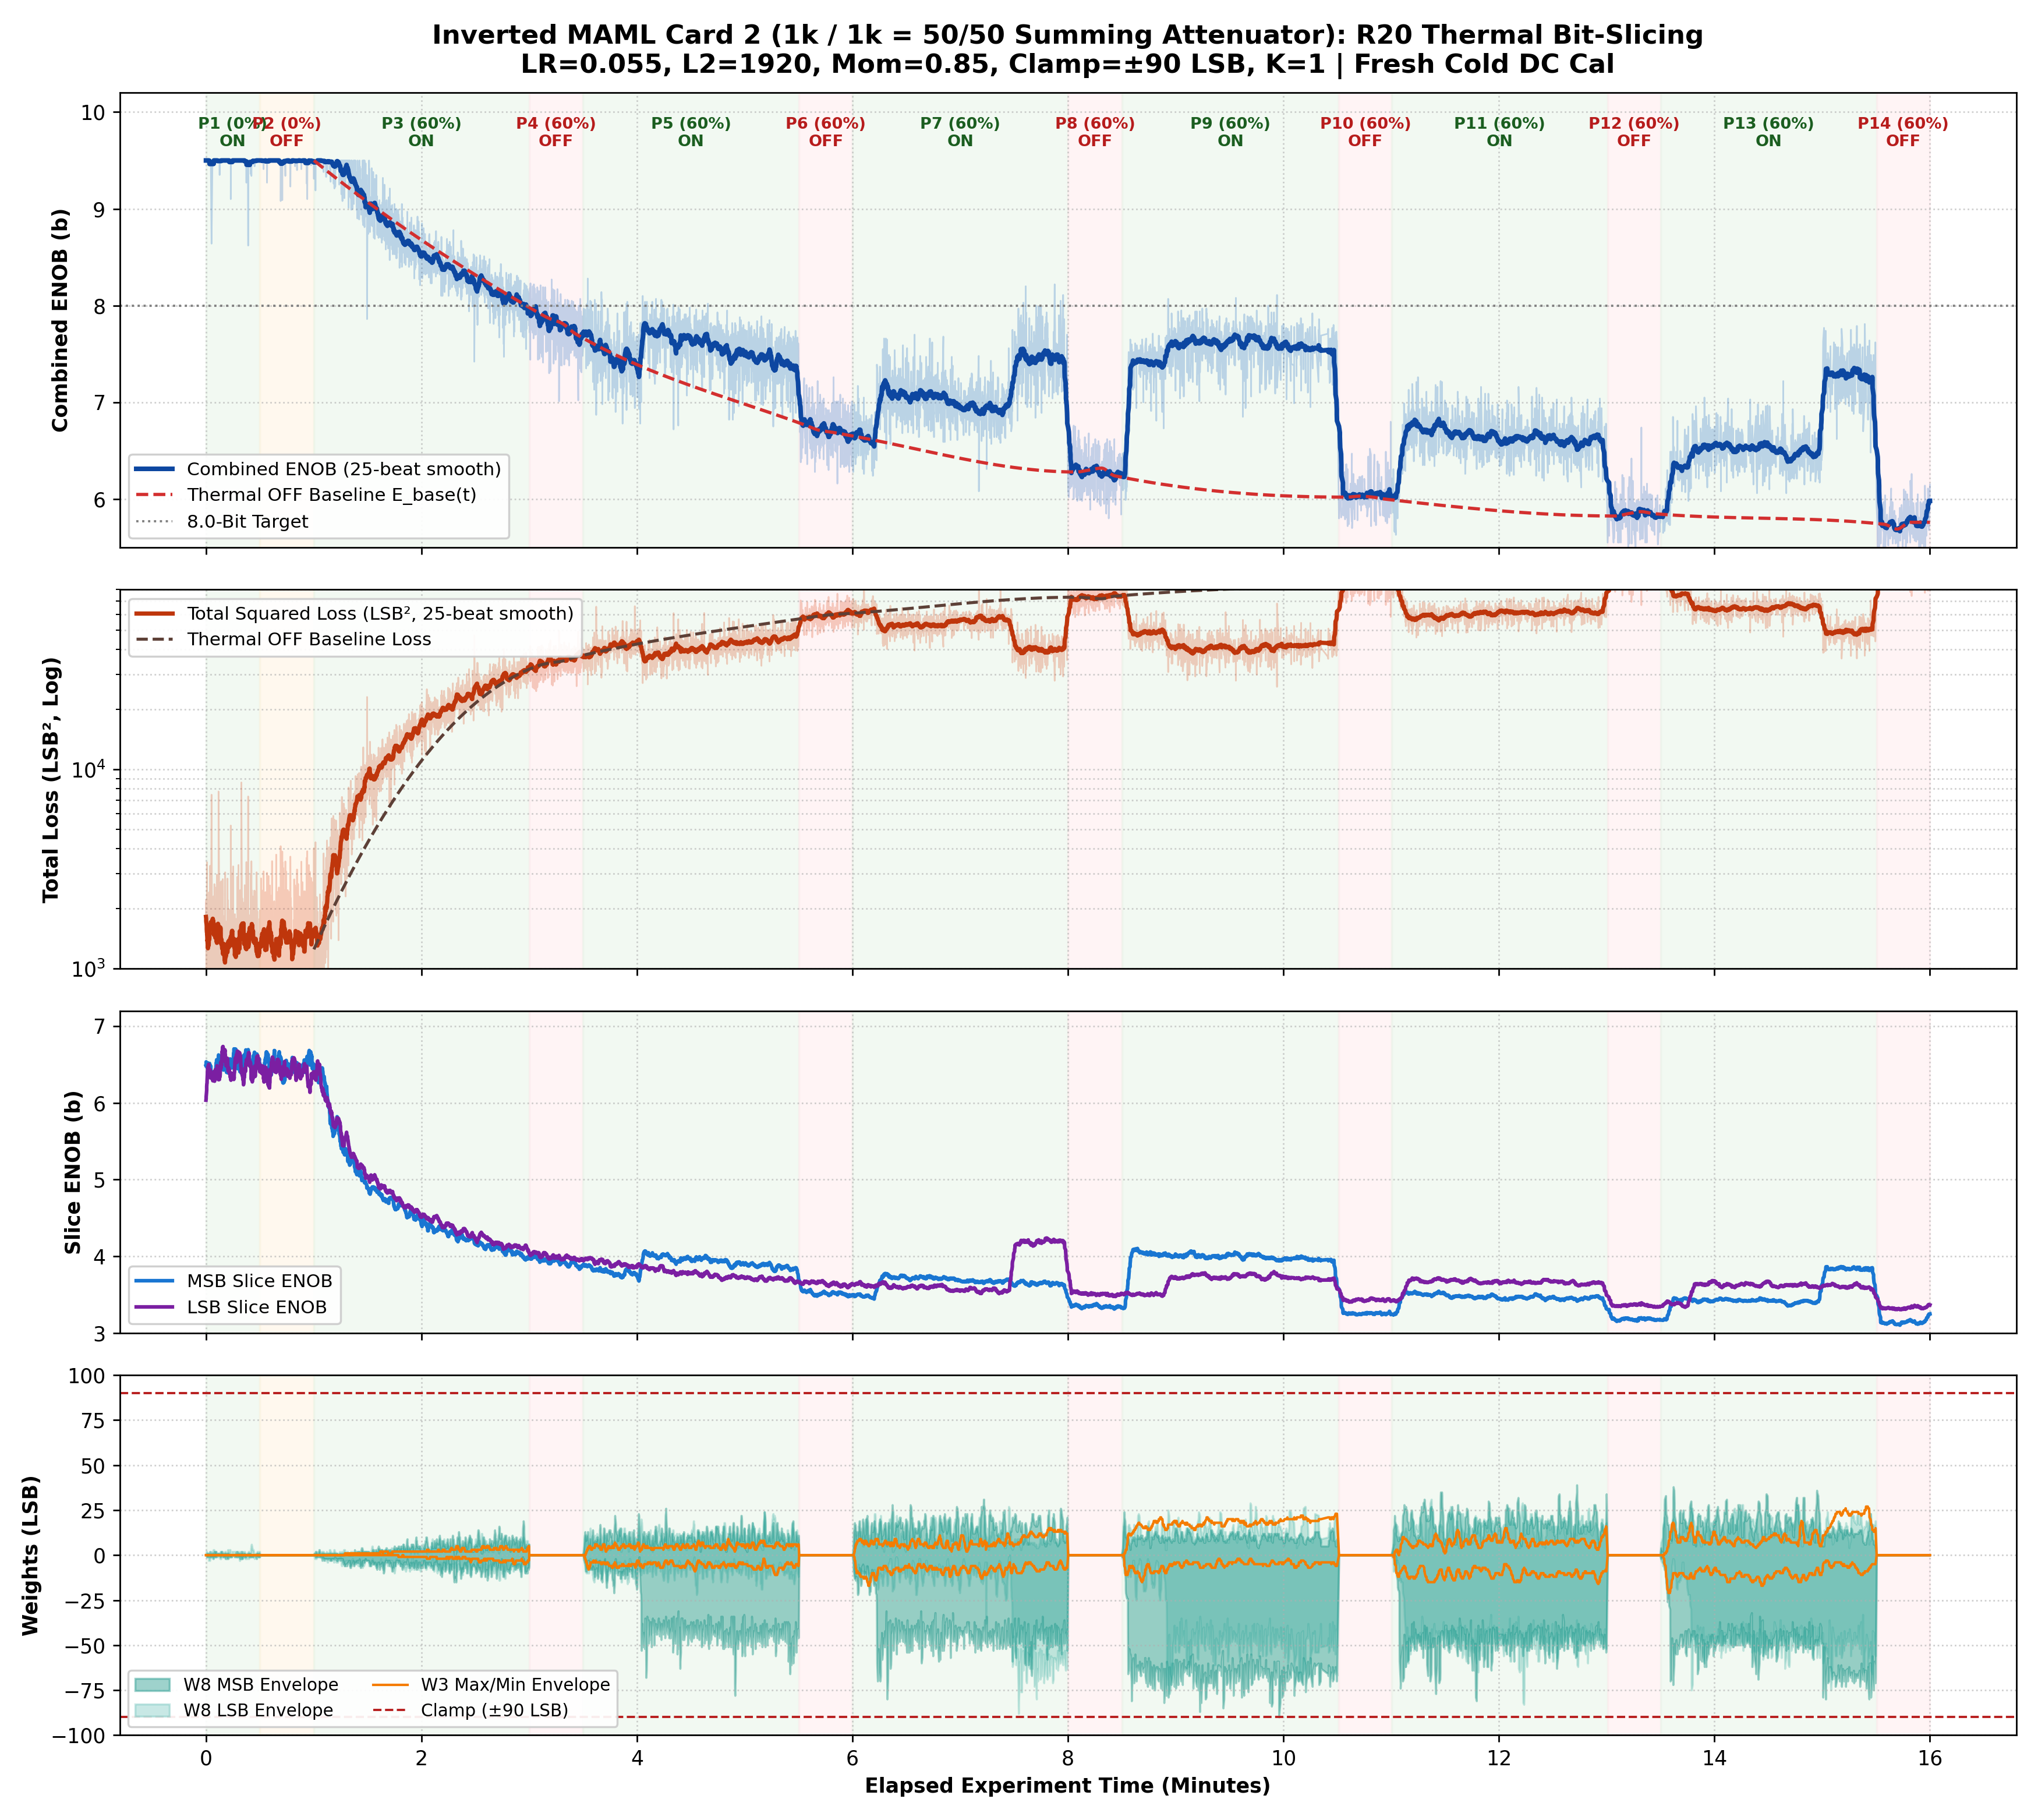 Inverted MAML Card 2 (1k / 1k = 50/50 Summing Attenuator): R20 Thermal Bit-Slicing
LR=0.055, L2=1920, Mom=0.85, Clamp=±90 LSB, K=1 | Fresh Cold DC Cal
P1 (0%)
ON
P2 (0%)
OFF
P3 (60%)
ON
P4 (60%)
OFF
P5 (60%)
ON
P6 (60%)
OFF
P7 (60%)
ON
P8 (60%)
OFF
P9 (60%)
ON
P10 (60%)
OFF
P11 (60%)
ON
P12 (60%)
OFF
P13 (60%)
ON
P14 (60%)
OFF
Combined ENOB (b)
10
9
8
7
6
Combined ENOB (25-beat smooth)
Thermal OFF Baseline E_base(t)
8.0-Bit Target
Total Loss (LSB², Log)
10⁴
10³
Total Squared Loss (LSB², 25-beat smooth)
Thermal OFF Baseline Loss
Slice ENOB (b)
7
6
5
4
3
MSB Slice ENOB
LSB Slice ENOB
Weights (LSB)
100
75
50
25
0
−25
−50
−75
−100
W8 MSB Envelope
W8 LSB Envelope
W3 Max/Min Envelope
Clamp (±90 LSB)
0 2 4 6 8 10 12 14 16
Elapsed Experiment Time (Minutes)